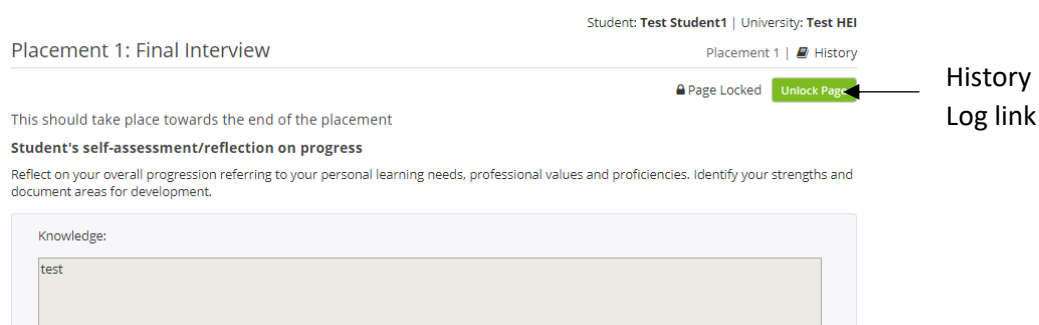 Student: Test Student1 | University: Test HEI
Placement 1: Final Interview
Placement 1 | History
Page Locked
Unlock Page
History
Log link
This should take place towards the end of the placement
Student's self-assessment/reflection on progress
Reflect on your overall progression referring to your personal learning needs, professional values and proficiencies. Identify your strengths and
document areas for development.
Knowledge:
test